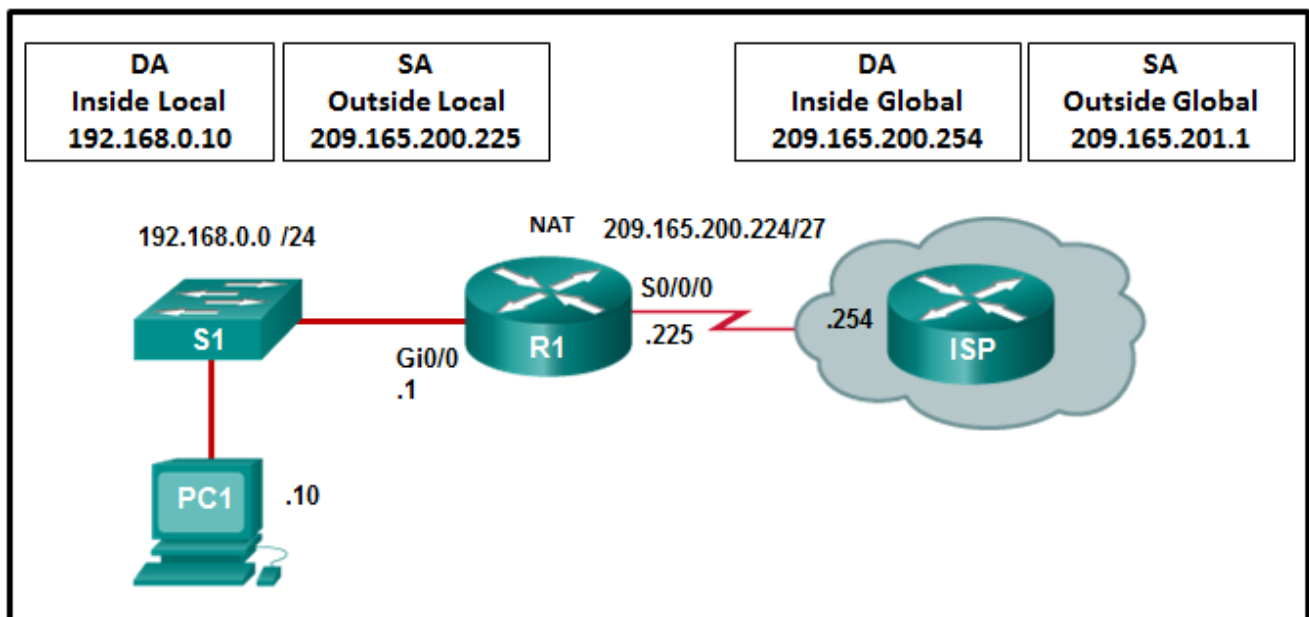 DA
Inside Local
192.168.0.10
SA
Outside Local
209.165.200.225
DA
Inside Global
209.165.200.254
SA
Outside Global
209.165.201.1
192.168.0.0 /24
NAT
209.165.200.224/27
S0/0/0
.225
.254
S1
Gi0/0
.1
R1
ISP
PC1
.10